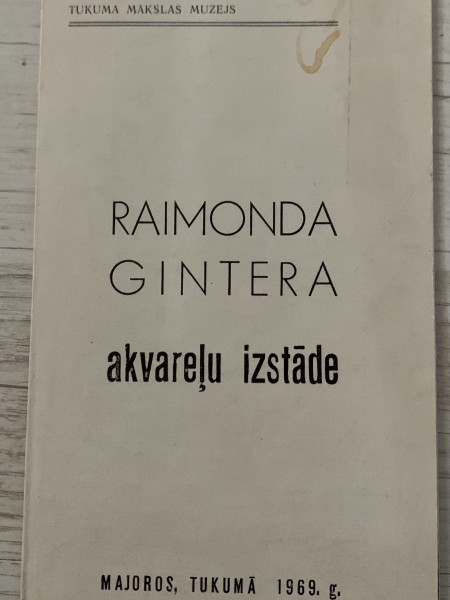 TUKUMA MĀKSLAS MUZEJS
RAIMONDA
GINTERA
akvareļu izstāde
MAJOROS, TUKUMĀ 1969. g.